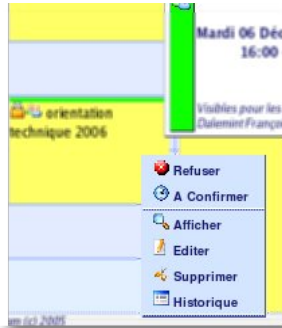 Mardi 06 Déc
16:00
Visibles pour les
Dalemint Franço
orientation
technique 2006
Refuser
A Confirmer
Afficher
Editer
Supprimer
Historique
(c) 2005